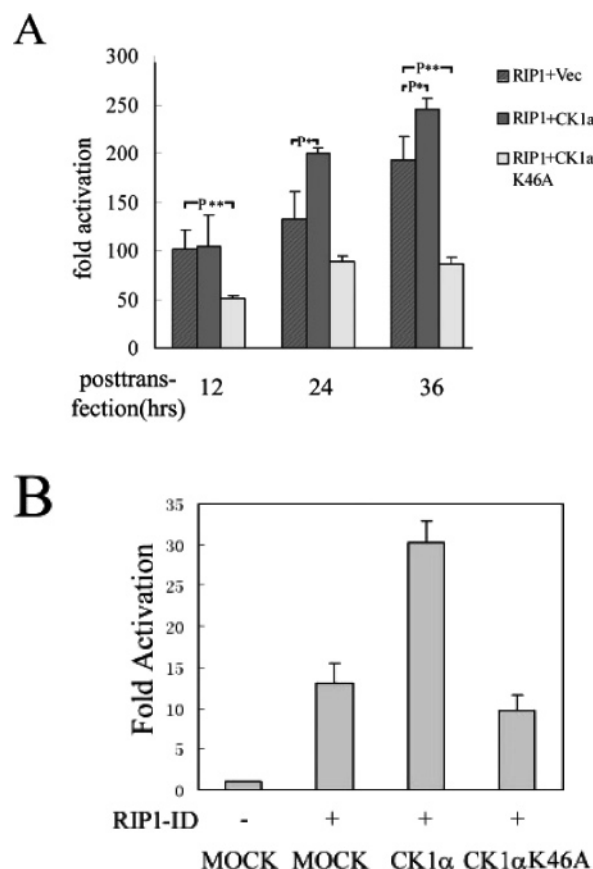 A
fold activation
300
250
200
150
100
50
0
P**
P*
P**
P*
RIP1+Vec
RIP1+CK1a
RIP1+CK1a
K46A
posttrans-
fection(hrs)
12 24 36
B
Fold Activation
35
30
25
20
15
10
5
0
RIP1-ID - + + +
MOCK MOCK CK1α CK1αK46A